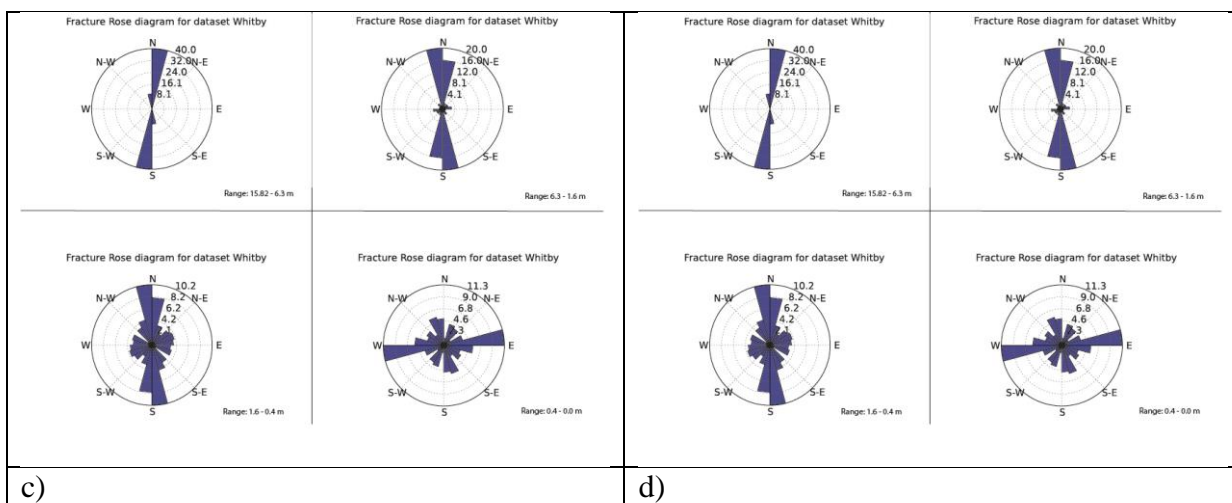 Fracture Rose diagram for dataset Whitby
N
40.0
N-W
32.0 N-E
24.0
16.1
8.1
W
E
S-W
S-E
S
Range: 15.82 - 6.3 m
Fracture Rose diagram for dataset Whitby
N
20.0
N-W
16.0 N-E
12.0
8.1
4.1
W
E
S-W
S-E
S
Range: 6.3 - 1.6 m
Fracture Rose diagram for dataset Whitby
N
10.2
N-W
8.2 N-E
6.2
4.2
2.1
W
E
S-W
S-E
S
Range: 1.6 - 0.4 m
Fracture Rose diagram for dataset Whitby
N
11.3
N-W
9.0 N-E
6.8
4.6
2.3
W
E
S-W
S-E
S
Range: 0.4 - 0.0 m
c)
Fracture Rose diagram for dataset Whitby
N
40.0
N-W
32.0 N-E
24.0
16.1
8.1
W
E
S-W
S-E
S
Range: 15.82 - 6.3 m
Fracture Rose diagram for dataset Whitby
N
20.0
N-W
16.0 N-E
12.0
8.1
4.1
W
E
S-W
S-E
S
Range: 6.3 - 1.6 m
Fracture Rose diagram for dataset Whitby
N
10.2
N-W
8.2 N-E
6.2
4.2
2.1
W
E
S-W
S-E
S
Range: 1.6 - 0.4 m
Fracture Rose diagram for dataset Whitby
N
11.3
N-W
9.0 N-E
6.8
4.6
2.3
W
E
S-W
S-E
S
Range: 0.4 - 0.0 m
d)